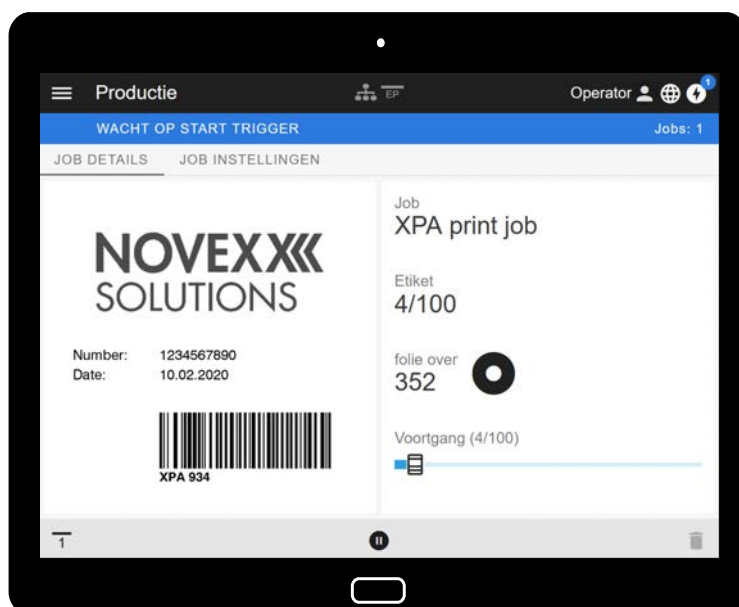 Productie
EP
Operator
1
WACHT OP START TRIGGER
Jobs: 1
JOB DETAILS
JOB INSTELLINGEN
NOVEXX
SOLUTIONS
Number: 1234567890
Date: 10.02.2020
XPA 934
Job
XPA print job
Etiket
4/100
folie over
352
Voortgang (4/100)
1